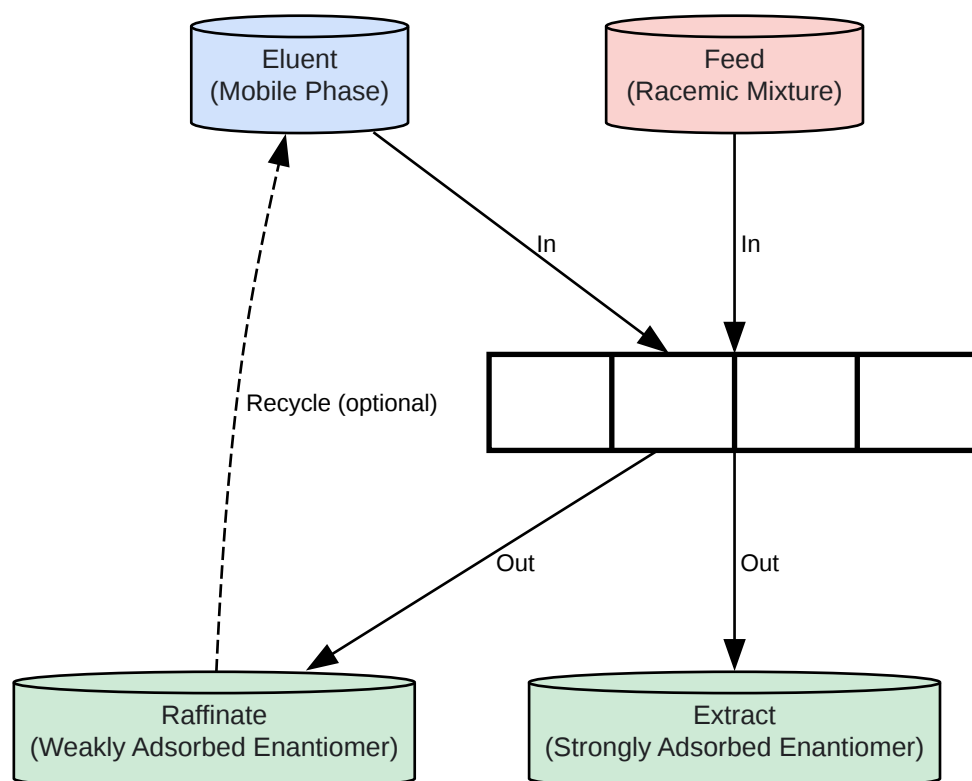 Eluent
(Mobile Phase)
Feed
(Racemic Mixture)
In
In
Recycle (optional)
Out
Out
Raffinate
(Weakly Adsorbed Enantiomer)
Extract
(Strongly Adsorbed Enantiomer)